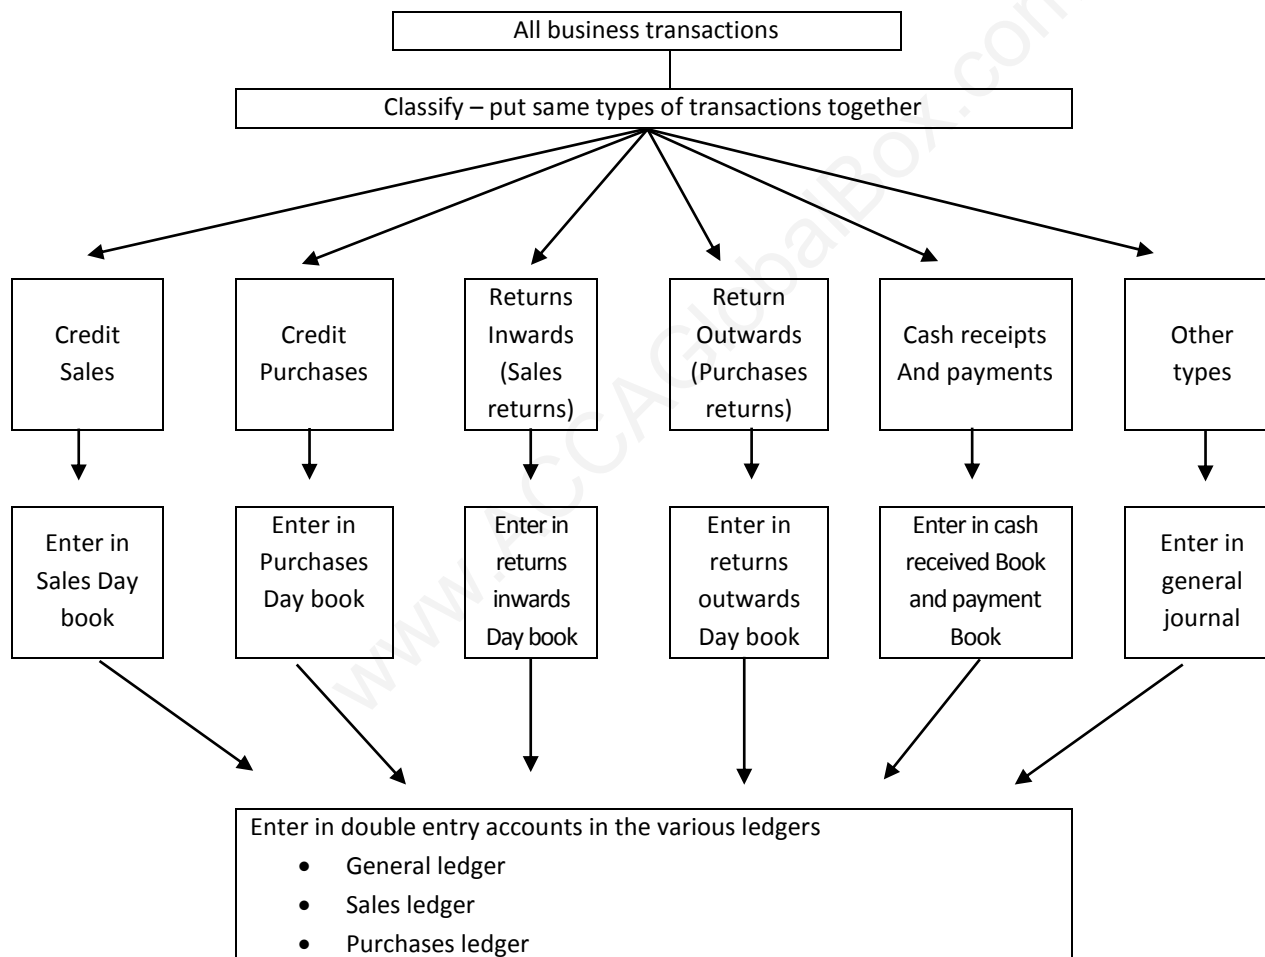 All business transactions
Classify – put same types of transactions together
Credit
Sales
Credit
Purchases
Returns
Inwards
(Sales
returns)
Return
Outwards
(Purchases
returns)
Cash receipts
And payments
Other
types
Enter in
Sales Day
book
Enter in
Purchases
Day book
Enter in
returns
inwards
Day book
Enter in
returns
outwards
Day book
Enter in cash
received Book
and payment
Book
Enter in
general
journal
Enter in double entry accounts in the various ledgers
• General ledger
• Sales ledger
• Purchases ledger
www.ACCAGlobalBox.com